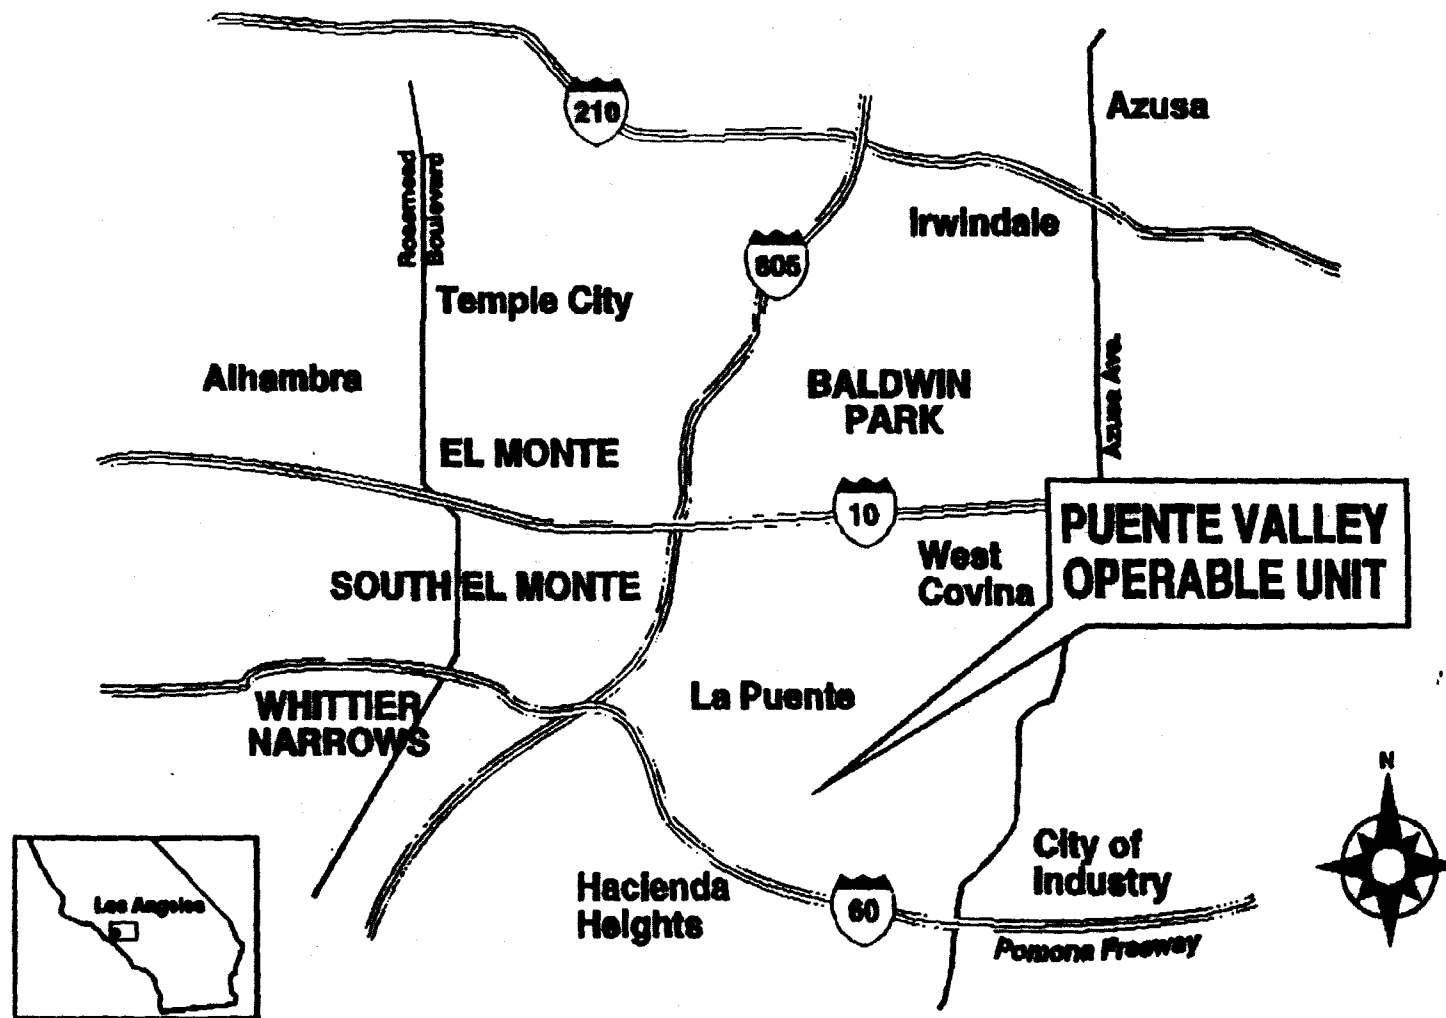 210
Azusa
Rosemead
Boulevard
Irwindale
605
Temple City
Alhambra
BALDWIN
PARK
Azusa Ave.
EL MONTE
10
PUENTE VALLEY
OPERABLE UNIT
West
Covina
SOUTH EL MONTE
La Puente
WHITTIER
NARROWS
N
City of
Industry
Hacienda
Heights
60
Pomona Freeway
Los Angeles